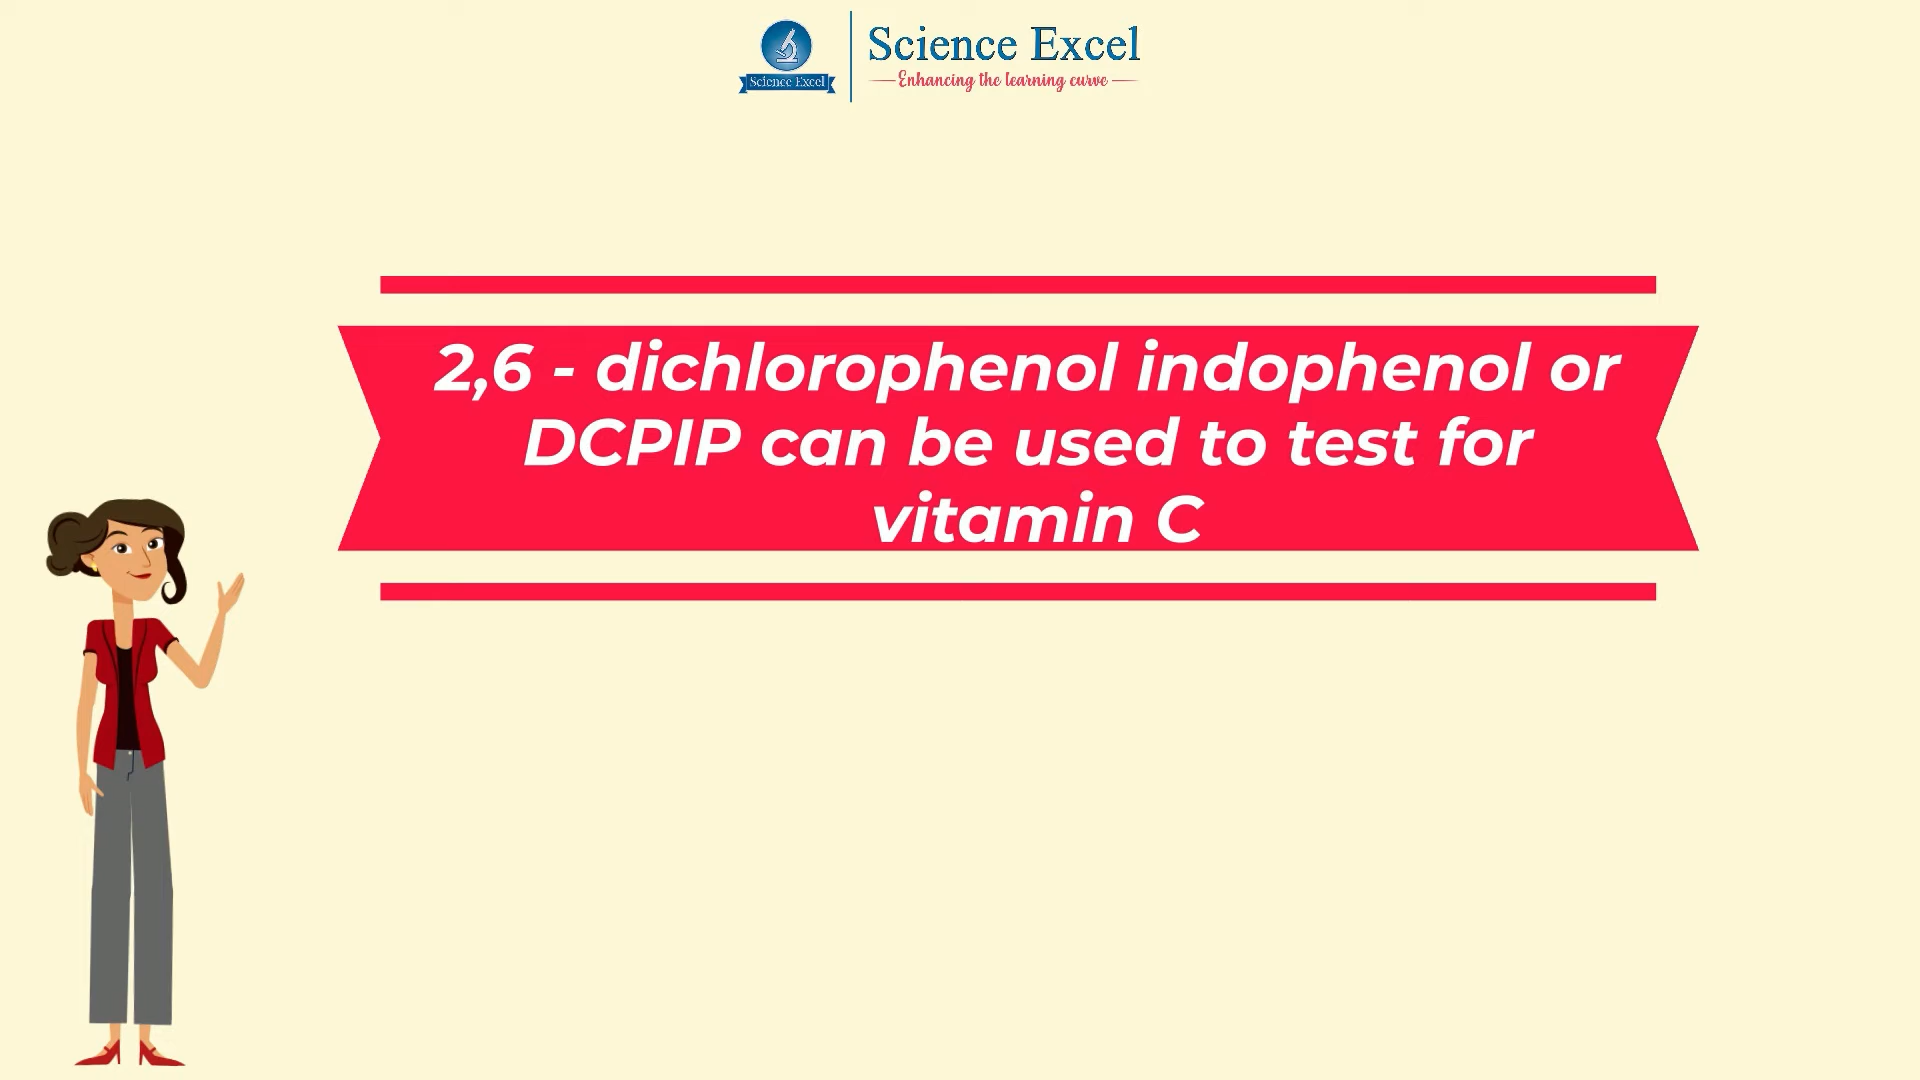 Science Excel
Science Excel
Enhancing the learning curve
2,6 - dichlorophenol indophenol or
DCPIP can be used to test for
vitamin C